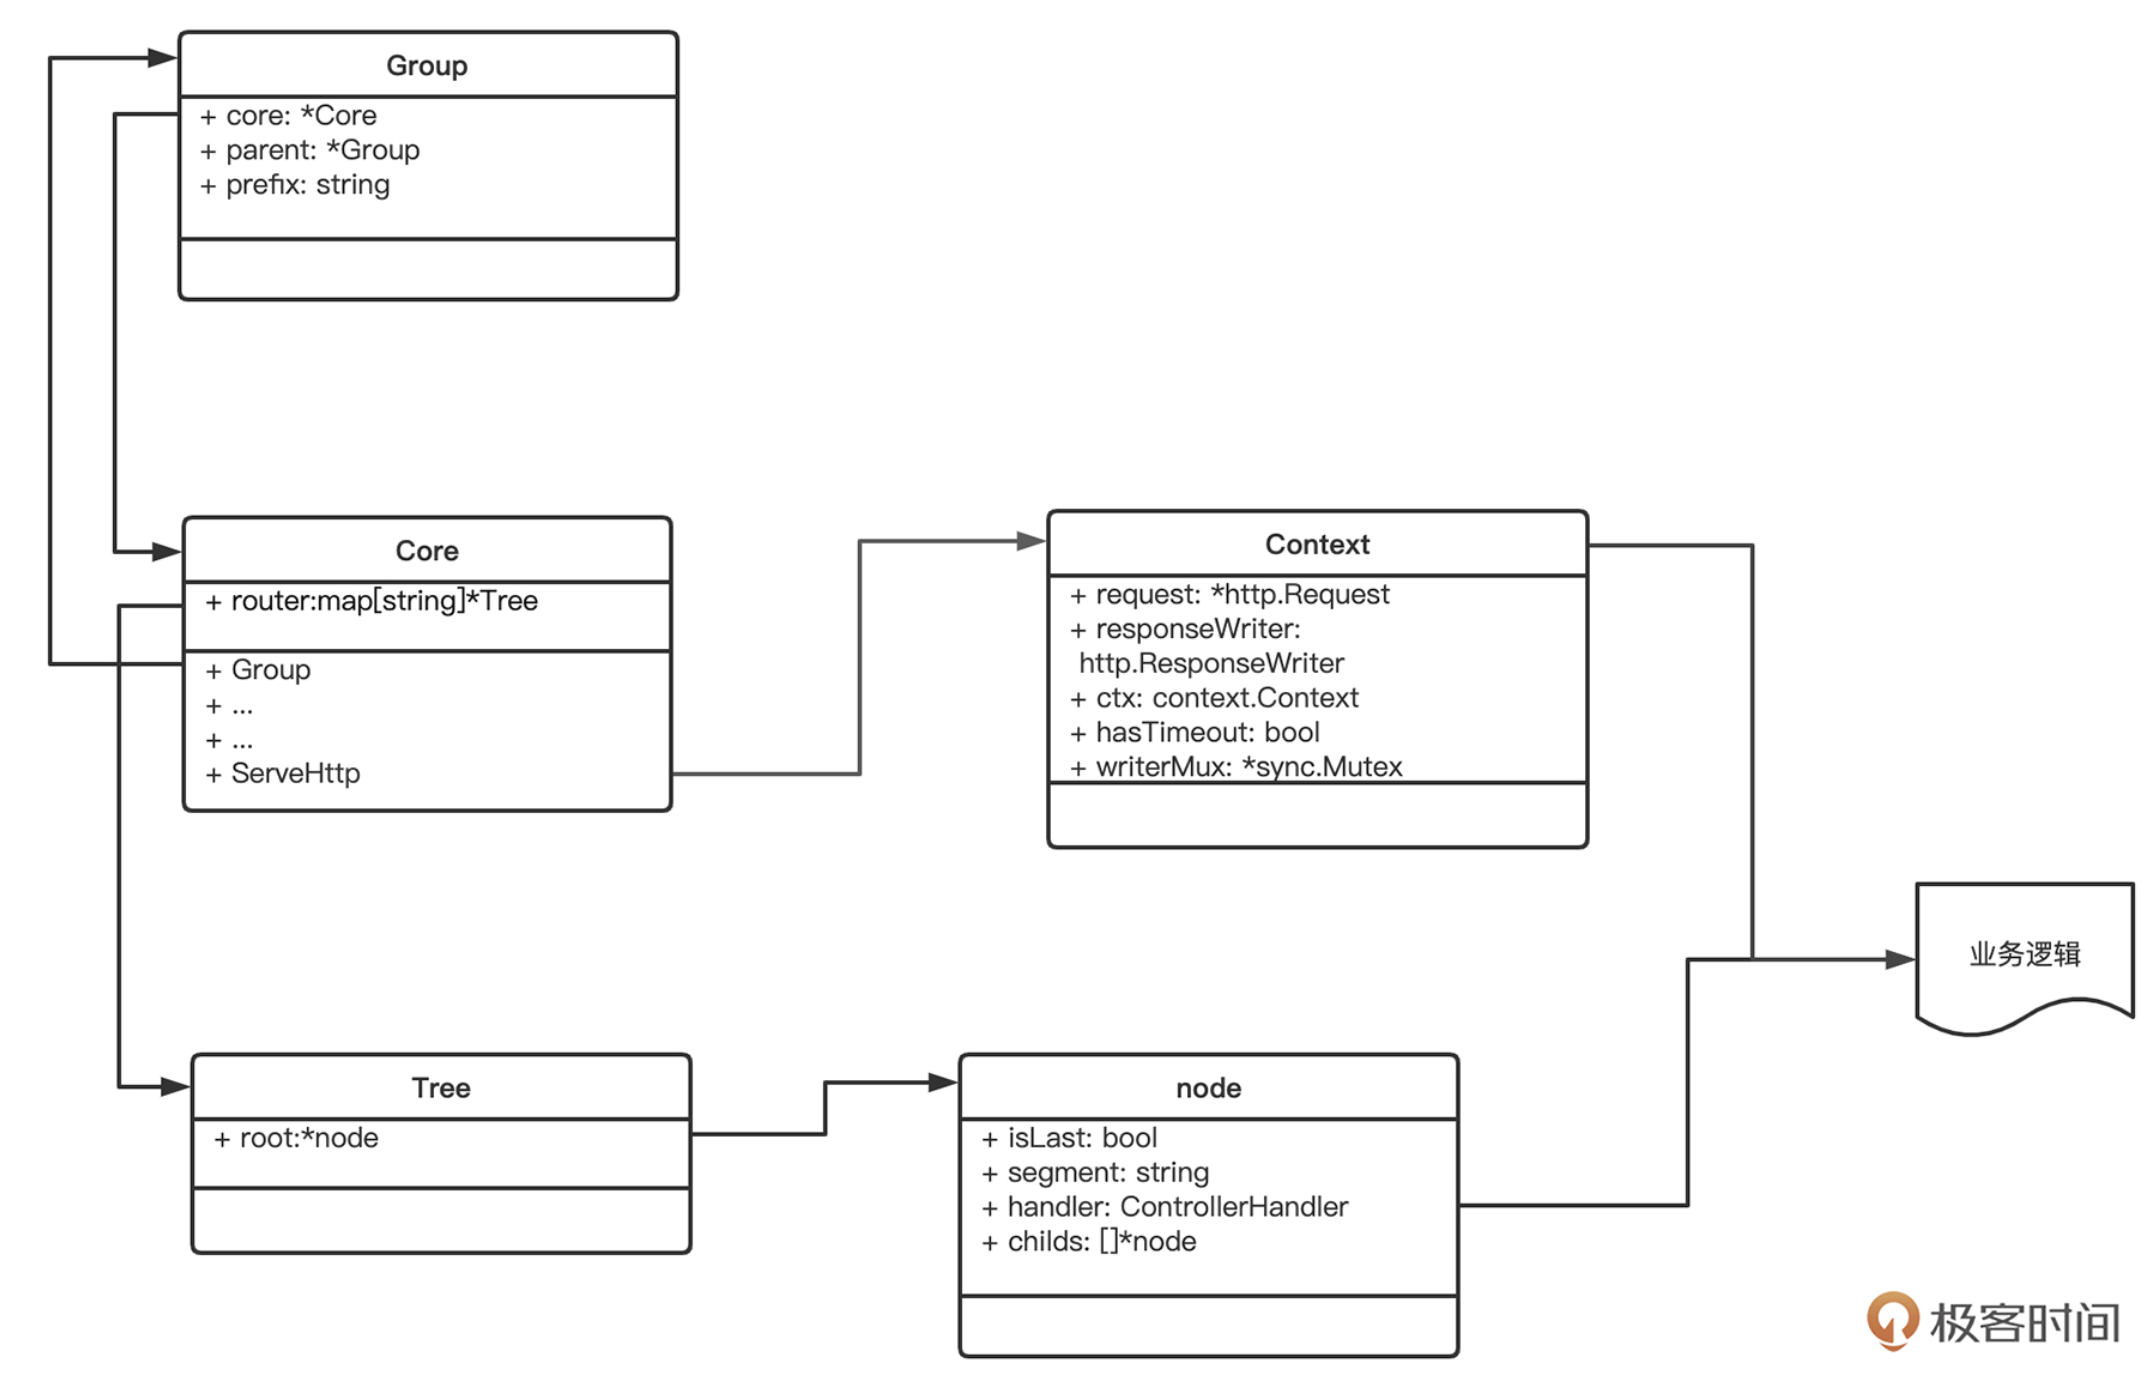 Group
+ core: *Core
+ parent: *Group
+ prefix: string
Core
+ router:map[string]*Tree
+ Group
+ ...
+ ...
+ ServeHttp
Context
+ request: *http.Request
+ responseWriter:
http.ResponseWriter
+ ctx: context.Context
+ hasTimeout: bool
+ writerMux: *sync.Mutex
业务逻辑
Tree
+ root:*node
node
+ isLast: bool
+ segment: string
+ handler: ControllerHandler
+ childs: []*node
极客时间